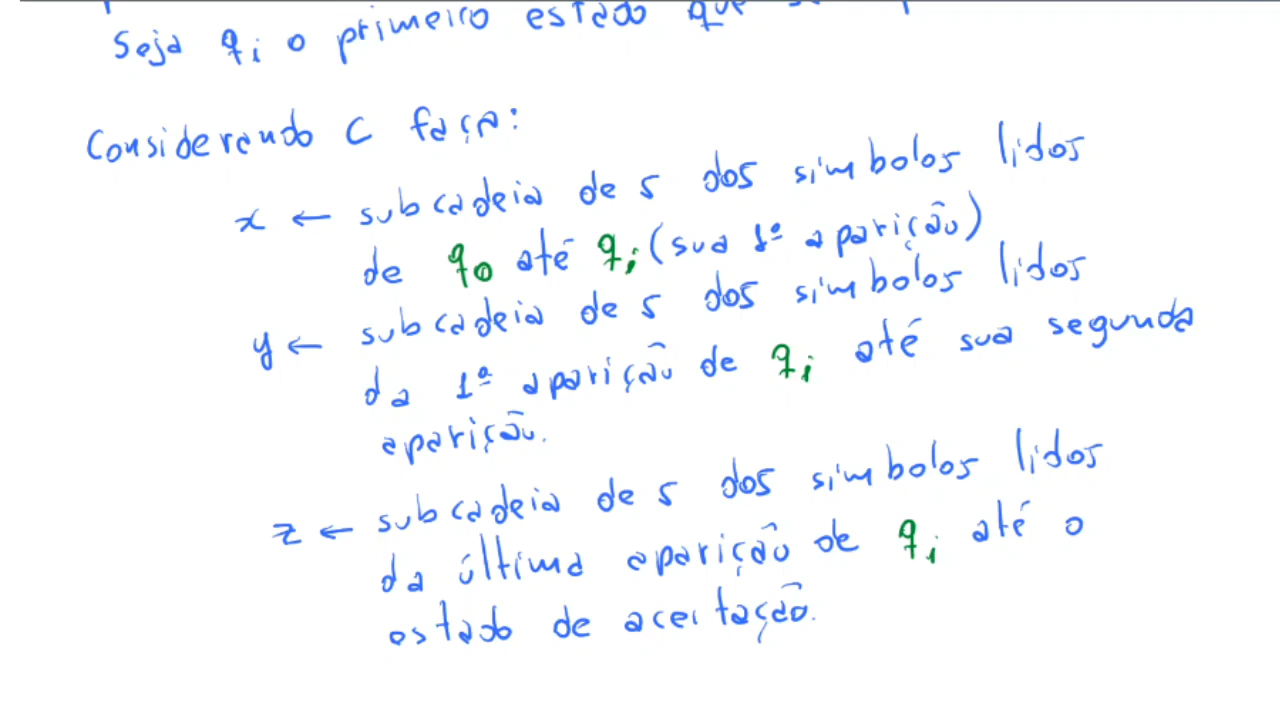 Seja qi o primeiro estado que
Considerando C faça:
x ← subcadeia de s dos símbolos lidos
de q0 até qi (sua 1ª aparição)
y ← subcadeia de s dos símbolos lidos
da 1ª aparição de qi até sua segunda
aparição.
z ← subcadeia de s dos símbolos lidos
da última aparição de qi até o
estado de aceitação.